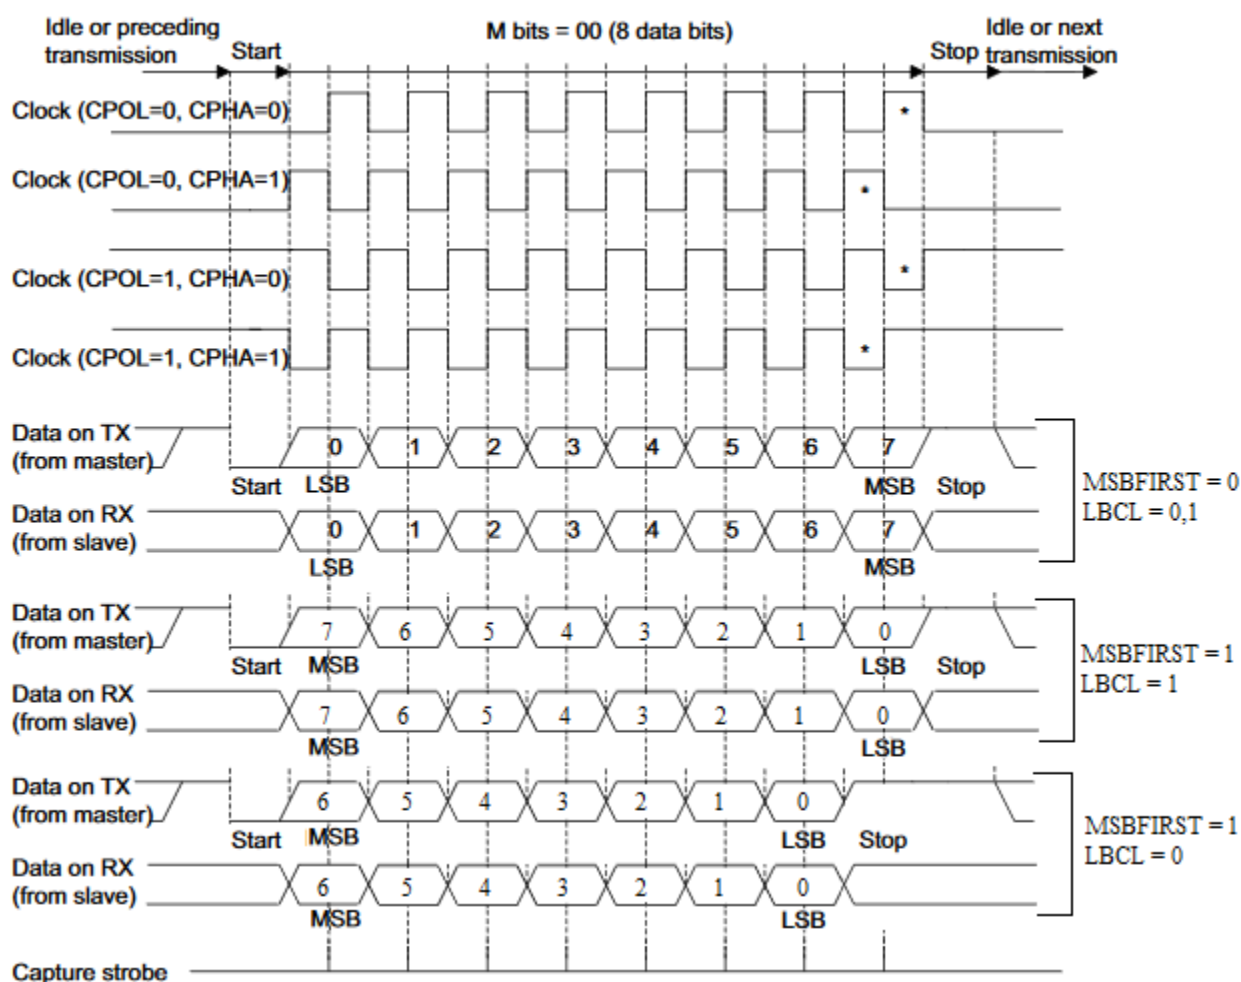 Idle or preceding
transmission
Start
M bits = 00 (8 data bits)
Stop
Idle or next
transmission
Clock (CPOL=0, CPHA=0)
*
Clock (CPOL=0, CPHA=1)
*
Clock (CPOL=1, CPHA=0)
*
Clock (CPOL=1, CPHA=1)
*
Data on TX
(from master)
0 1 2 3 4 5 6 7
Start LSB MSB Stop
Data on RX
(from slave)
0 1 2 3 4 5 6 7
LSB MSB
MSBFIRST = 0
LBCL = 0,1
Data on TX
(from master)
7 6 5 4 3 2 1 0
Start MSB LSB Stop
Data on RX
(from slave)
7 6 5 4 3 2 1 0
MSB LSB
MSBFIRST = 1
LBCL = 1
Data on TX
(from master)
6 5 4 3 2 1 0
Start MSB LSB Stop
Data on RX
(from slave)
6 5 4 3 2 1 0
MSB LSB
MSBFIRST = 1
LBCL = 0
Capture strobe